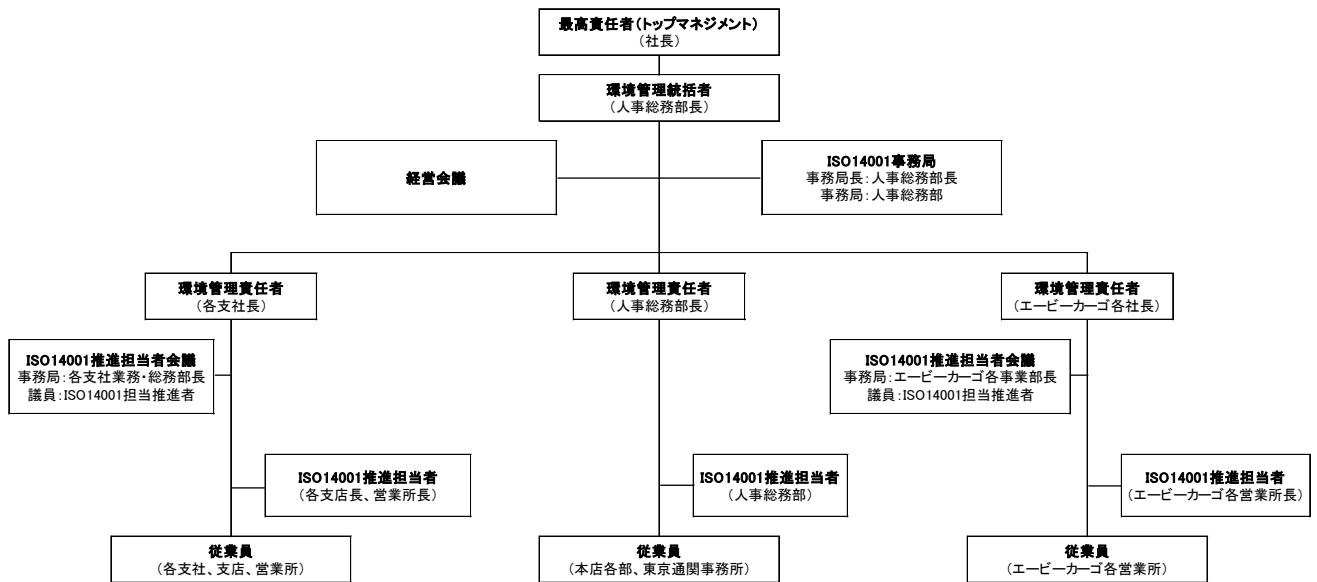 最高責任者(トップマネジメント)
(社長)
環境管理統括者
(人事総務部長)
経営会議
ISO14001事務局
事務局長:人事総務部長
事務局:人事総務部
環境管理責任者
(各支社長)
環境管理責任者
(人事総務部長)
環境管理責任者
(エービーカーゴ各社長)
ISO14001推進担当者会議
事務局:各支社業務・総務部長
議員:ISO14001担当推進者
ISO14001推進担当者会議
事務局:エービーカーゴ各事業部長
議員:ISO14001担当推進者
ISO14001推進担当者
(各支店長、営業所長)
ISO14001推進担当者
(人事総務部)
ISO14001推進担当者
(エービーカーゴ各営業所長)
従業員
(各支社、支店、営業所)
従業員
(本店各部、東京通関事務所)
従業員
(エービーカーゴ各営業所)